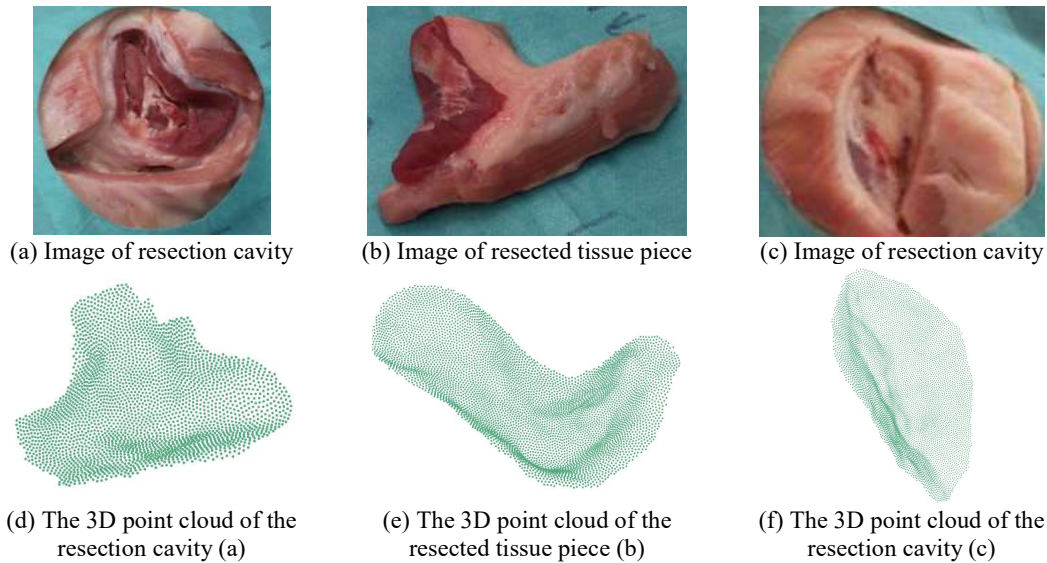 (a) Image of resection cavity
(b) Image of resected tissue piece
(c) Image of resection cavity
(d) The 3D point cloud of the
resection cavity (a)
(e) The 3D point cloud of the
resected tissue piece (b)
(f) The 3D point cloud of the
resection cavity (c)